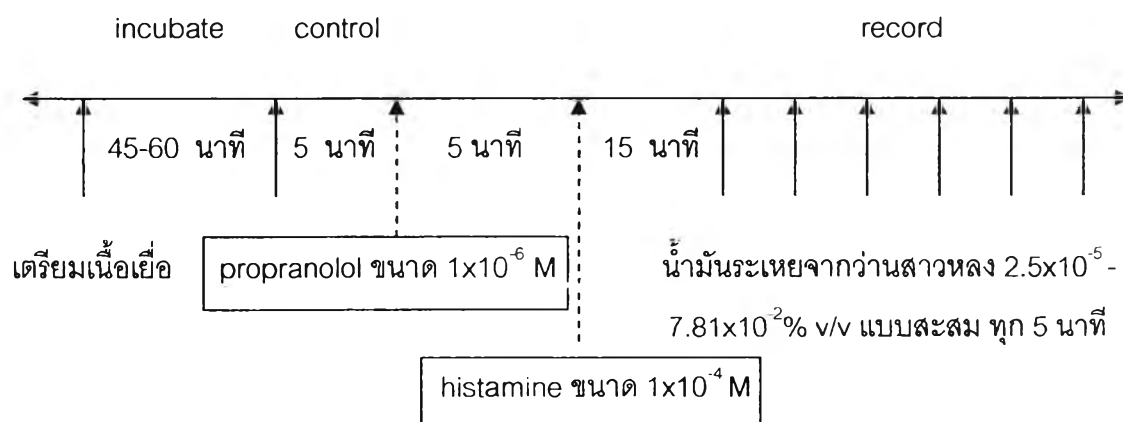 incubate control record
45-60 นาที 5 นาที 5 นาที 15 นาที
เตรียมเนื้อเยื่อ
propranolol ขนาด 1x10⁻⁶ M
น้ำมันระเหยจากว่านสาวหลง 2.5x10⁻⁵ -
7.81x10⁻²% v/v แบบสะสม ทุก 5 นาที
histamine ขนาด 1x10⁻⁴ M